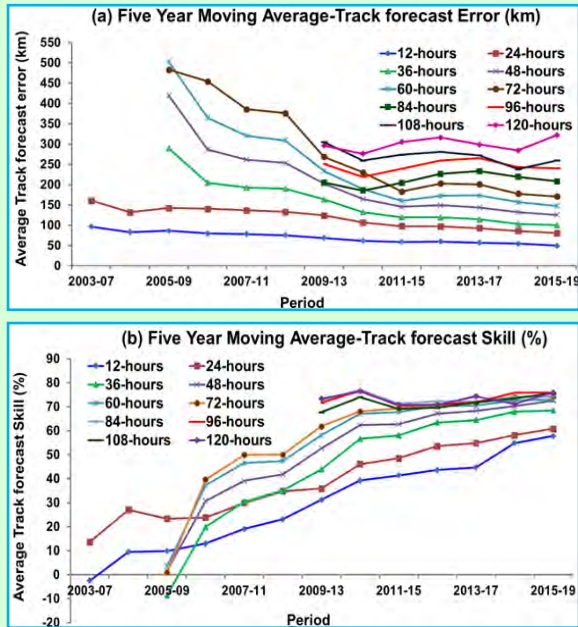 (a) Five Year Moving Average-Track forecast Error (km)
Average Track forecast error (km)
550
500
450
400
350
300
250
200
150
100
50
0
12-hours
24-hours
36-hours
48-hours
60-hours
72-hours
84-hours
96-hours
108-hours
120-hours
2003-07
2005-09
2007-11
2009-13
2011-15
2013-17
2015-19
Period
(b) Five Year Moving Average-Track forecast Skill (%)
Average Track forecast Skill (%)
90
80
70
60
50
40
30
20
10
0
-10
-20
12-hours
24-hours
36-hours
48-hours
60-hours
72-hours
84-hours
96-hours
108-hours
120-hours
2003-07
2005-09
2007-11
2009-13
2011-15
2013-17
2015-19
Period